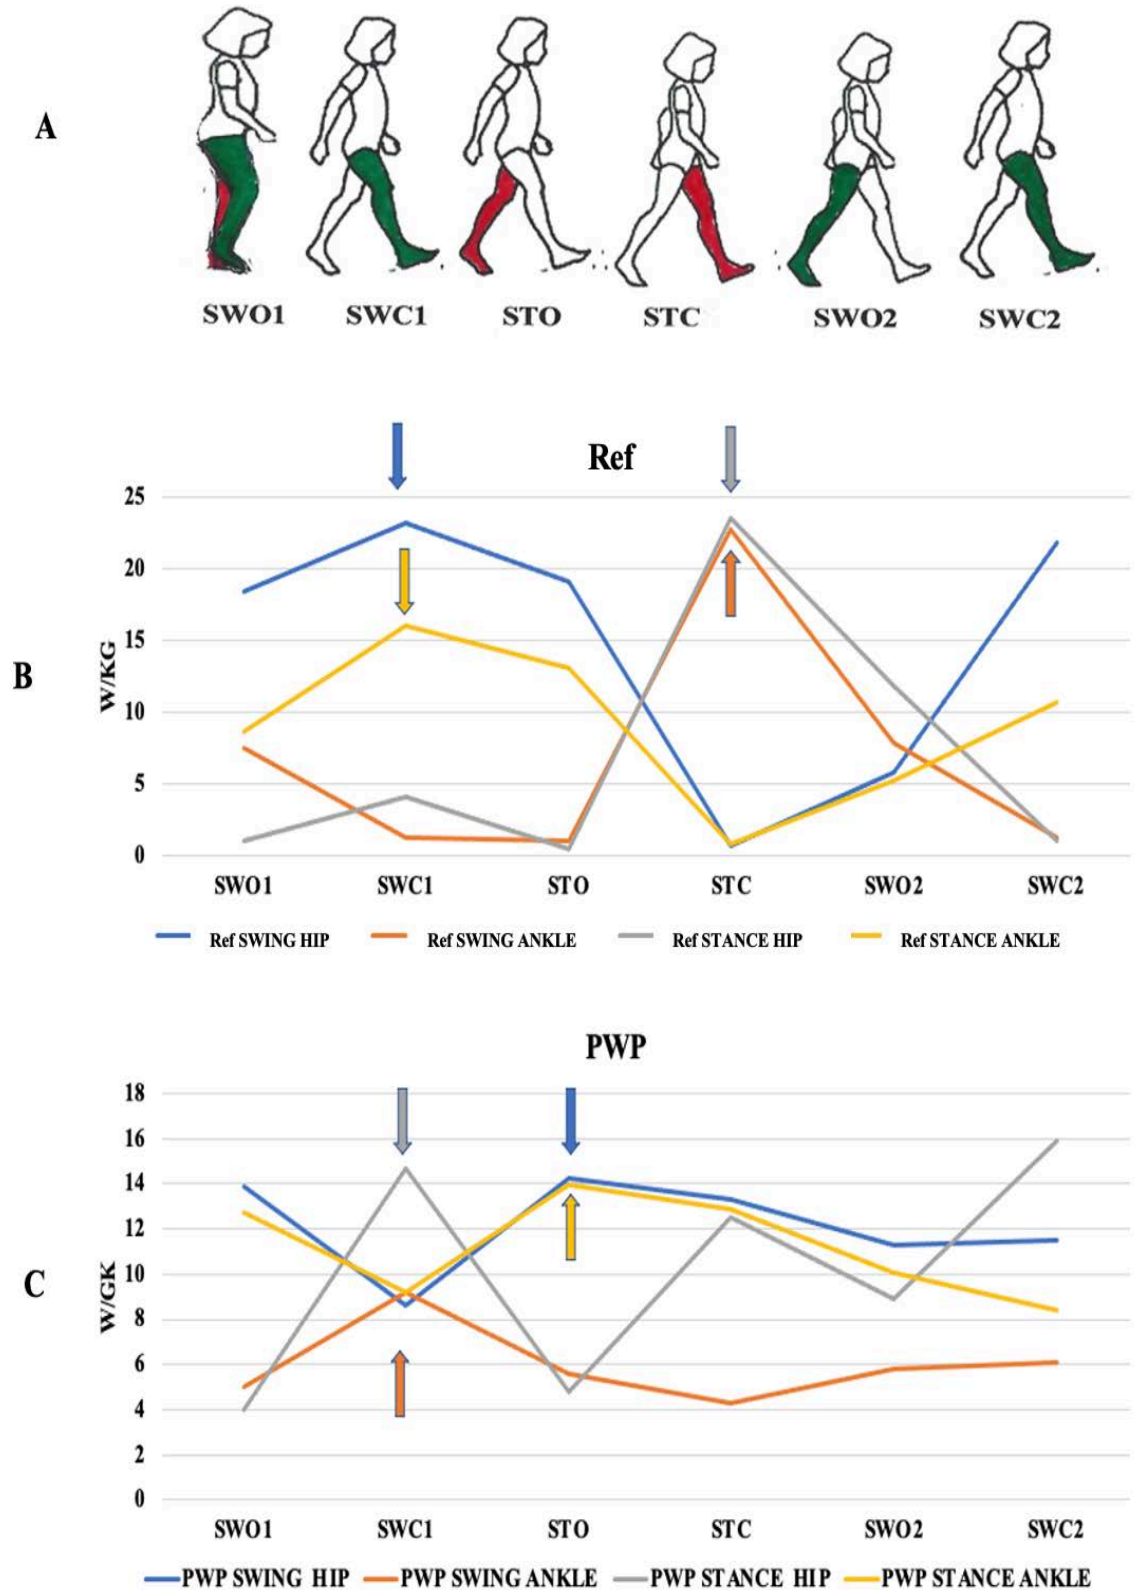 A
SWO1 SWC1 STO STC SWO2 SWC2
Ref
B
W/KG
25
20
15
10
5
0
SWO1 SWC1 STO STC SWO2 SWC2
Ref SWING HIP Ref SWING ANKLE Ref STANCE HIP Ref STANCE ANKLE
PWP
C
W/GK
18
16
14
12
10
8
6
4
2
0
SWO1 SWC1 STO STC SWO2 SWC2
PWP SWING HIP PWP SWING ANKLE PWP STANCE HIP PWP STANCE ANKLE